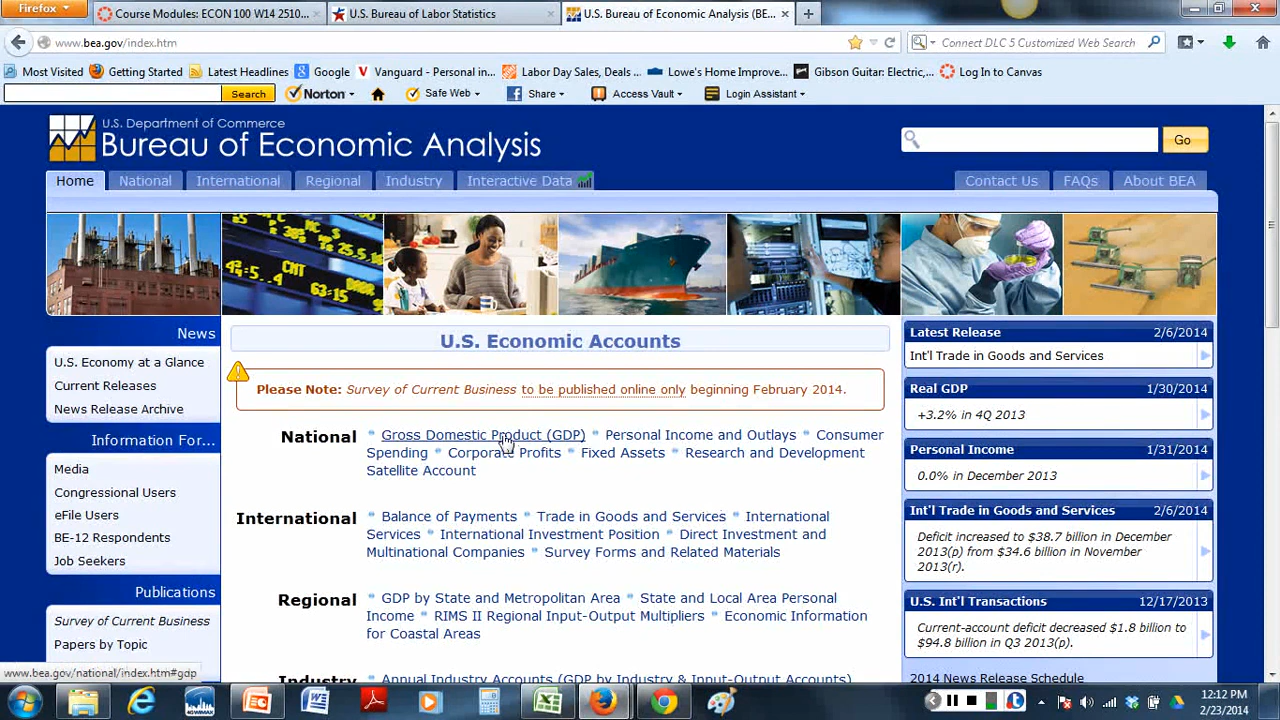 Firefox
Course Modules: ECON 100 W14 2510...
U.S. Bureau of Labor Statistics
U.S. Bureau of Economic Analysis (BE...
www.bea.gov/index.htm
Connect DLC 5 Customized Web Search
Most Visited
Getting Started
Latest Headlines
Google
Vanguard - Personal in...
Labor Day Sales, Deals ...
Lowe's Home Improve...
Gibson Guitar: Electric,...
Log In to Canvas
Search
Norton
Safe Web
Share
Access Vault
Login Assistant
U.S. Department of Commerce
Bureau of Economic Analysis
Go
Home
National
International
Regional
Industry
Interactive Data
Contact Us
FAQs
About BEA
News
U.S. Economy at a Glance
Current Releases
News Release Archive
Information For...
Media
Congressional Users
eFile Users
BE-12 Respondents
Job Seekers
Publications
Survey of Current Business
Papers by Topic
U.S. Economic Accounts
Please Note: Survey of Current Business to be published online only beginning February 2014.
National
Gross Domestic Product (GDP) Personal Income and Outlays Consumer
Spending Corporate Profits Fixed Assets Research and Development
Satellite Account
International
Balance of Payments Trade in Goods and Services International
Services International Investment Position Direct Investment and
Multinational Companies Survey Forms and Related Materials
Regional
GDP by State and Metropolitan Area State and Local Area Personal
Income RIMS II Regional Input-Output Multipliers Economic Information
for Coastal Areas
Industry
Annual Industry Accounts (GDP by Industry & Input-Output Accounts)
Latest Release 2/6/2014
Int'l Trade in Goods and Services
Real GDP 1/30/2014
+3.2% in 4Q 2013
Personal Income 1/31/2014
0.0% in December 2013
Int'l Trade in Goods and Services 2/6/2014
Deficit increased to $38.7 billion in December
2013(p) from $34.6 billion in November
2013(r).
U.S. Int'l Transactions 12/17/2013
Current-account deficit decreased $1.8 billion to
$94.8 billion in Q3 2013(p).
2014 News Release Schedule
www.bea.gov/national/index.htm#gdp
12:12 PM
2/23/2014